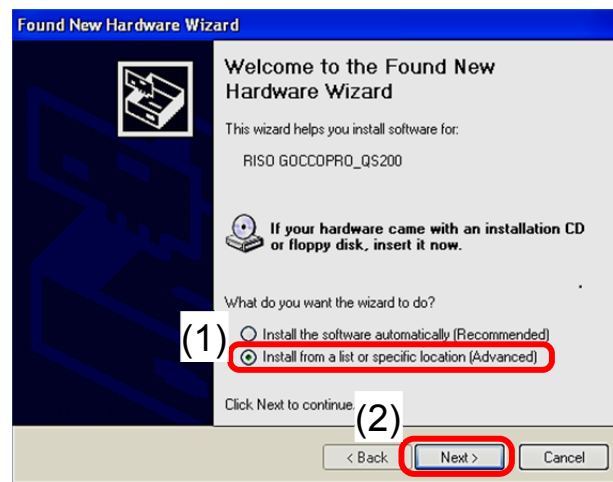 Found New Hardware Wizard
Welcome to the Found New
Hardware Wizard
This wizard helps you install software for:
RISO GOCCOPRO_QS200
If your hardware came with an installation CD
or floppy disk, insert it now.
What do you want the wizard to do?
(1)
Install the software automatically (Recommended)
Install from a list or specific location (Advanced)
Click Next to continue.
(2)
< Back Next > Cancel